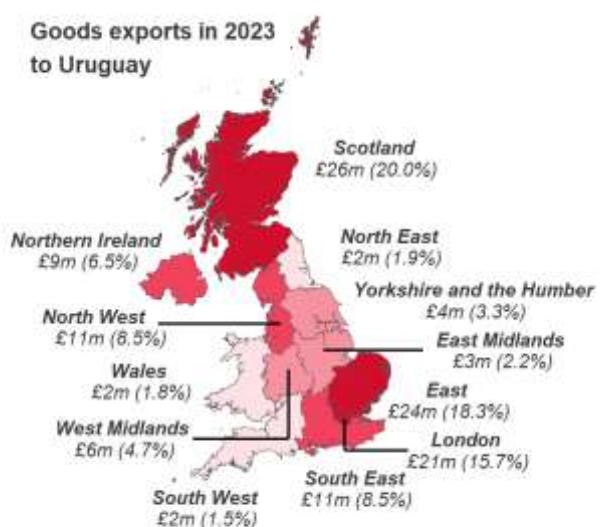 Goods exports in 2023
to Uruguay
Scotland
£26m (20.0%)
Northern Ireland
£9m (6.5%)
North East
£2m (1.9%)
Yorkshire and the Humber
£4m (3.3%)
North West
£11m (8.5%)
East Midlands
£3m (2.2%)
Wales
£2m (1.8%)
East
£24m (18.3%)
West Midlands
£6m (4.7%)
London
£21m (15.7%)
South East
£11m (8.5%)
South West
£2m (1.5%)